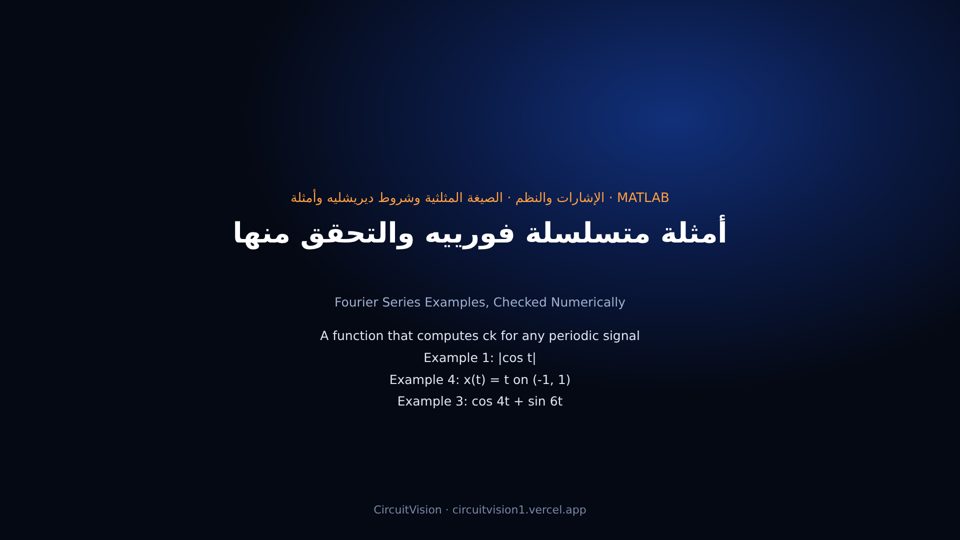 الإشارات والنظم · الصيغة المثلثية وشروط ديريشليه وأمثلة · MATLAB
أمثلة متسلسلة فورييه والتحقق منها
Fourier Series Examples, Checked Numerically
A function that computes ck for any periodic signal
Example 1: |cos t|
Example 4: x(t) = t on (-1, 1)
Example 3: cos 4t + sin 6t
CircuitVision · circuitvision1.vercel.app